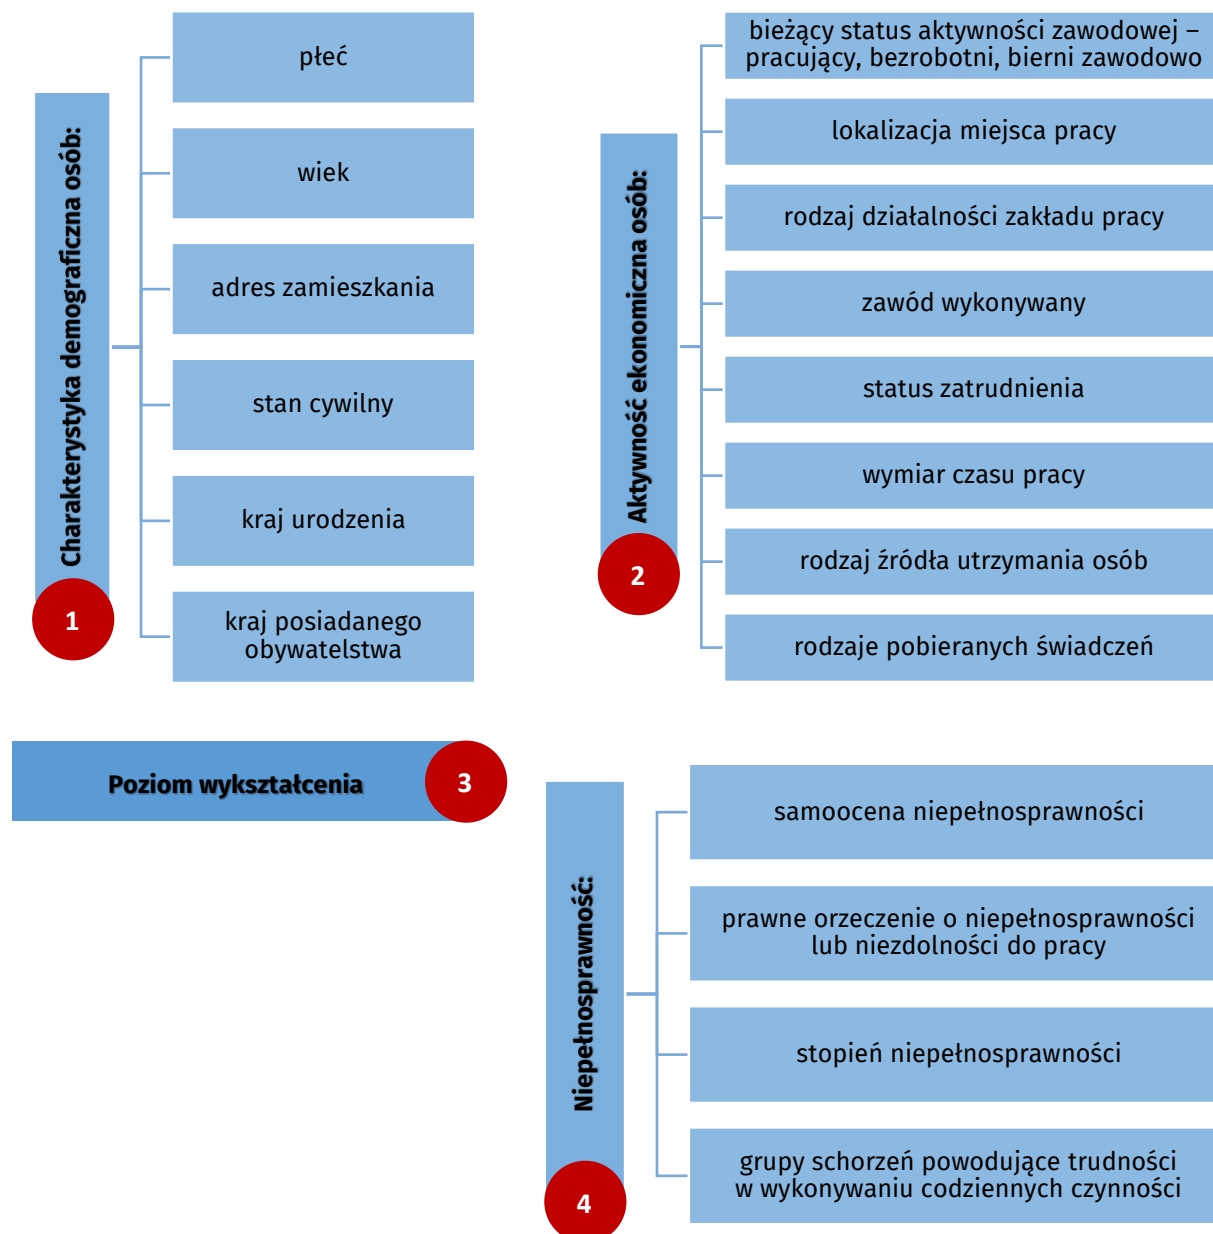 Charakterystyka demograficzna osób:
1
płeć
wiek
adres zamieszkania
stan cywilny
kraj urodzenia
kraj posiadanego
obywatelstwa
Aktywność ekonomiczna osób:
2
bieżący status aktywności zawodowej –
pracujący, bezrobotni, bierni zawodowo
lokalizacja miejsca pracy
rodzaj działalności zakładu pracy
zawód wykonywany
status zatrudnienia
wymiar czasu pracy
rodzaj źródła utrzymania osób
rodzaje pobieranych świadczeń
Poziom wykształcenia
3
Niepełnosprawność:
4
samoocena niepełnosprawności
prawne orzeczenie o niepełnosprawności
lub niezdolności do pracy
stopień niepełnosprawności
grupy schorzeń powodujące trudności
w wykonywaniu codziennych czynności